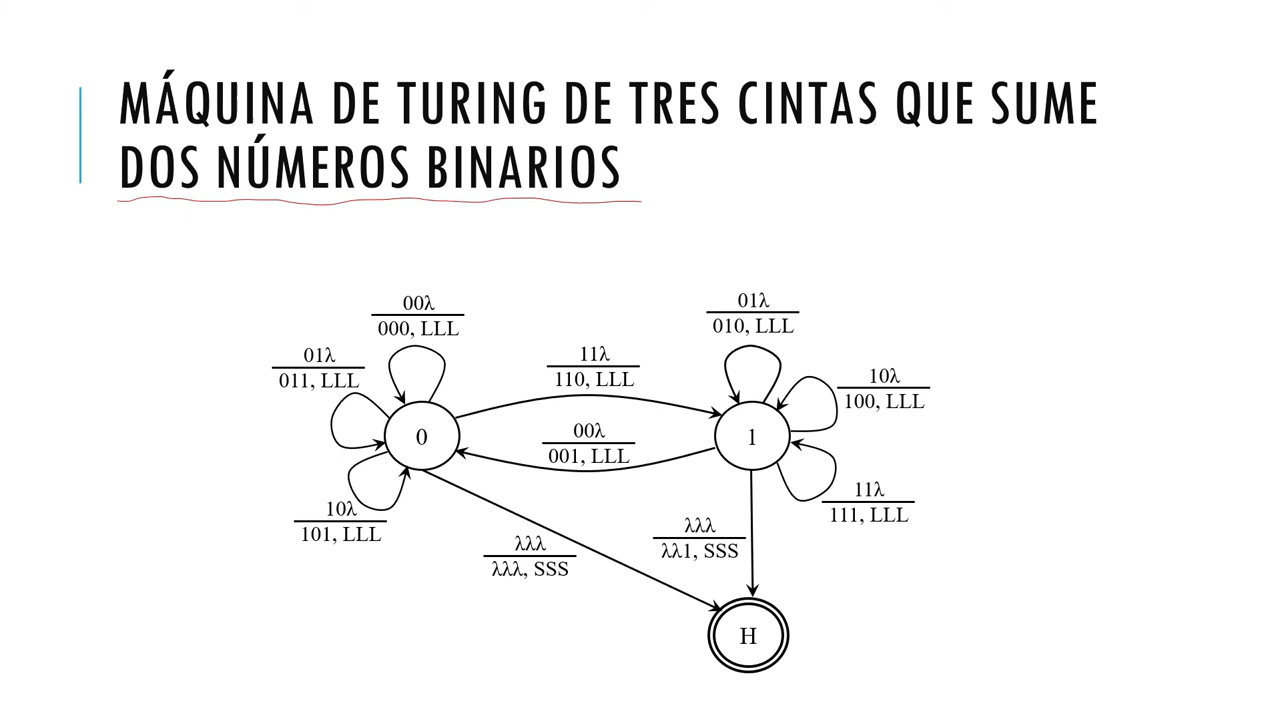 MÁQUINA DE TURING DE TRES CINTAS QUE SUME
DOS NÚMEROS BINARIOS
00λ
000, LLL
01λ
010, LLL
01λ
011, LLL
11λ
110, LLL
10λ
100, LLL
00λ
001, LLL
0
1
10λ
101, LLL
11λ
111, LLL
λλλ
λλλ, SSS
λλλ
λλ1, SSS
H